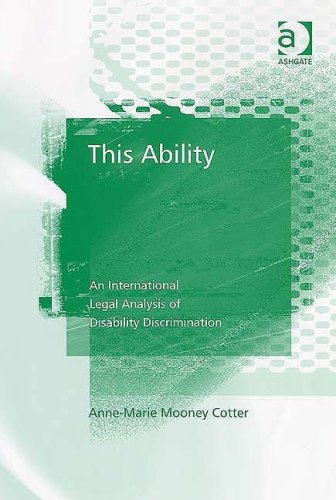 a
ASHGATE
This Ability
An International
Legal Analysis of
Disability Discrimination
Anne-Marie Mooney Cotter